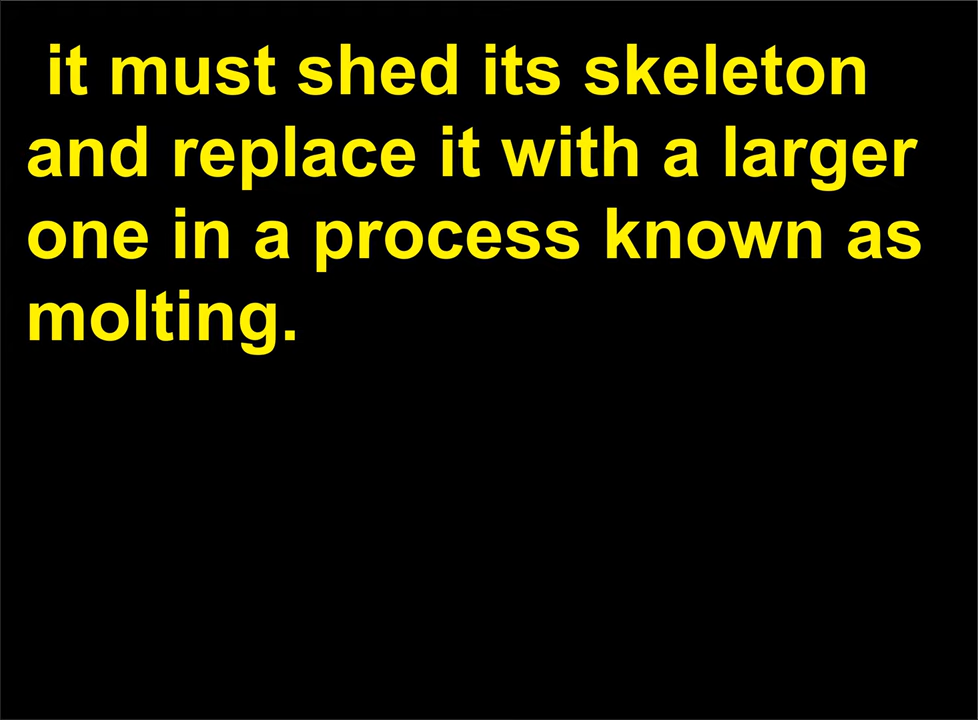 it must shed its skeleton
and replace it with a larger
one in a process known as
molting.